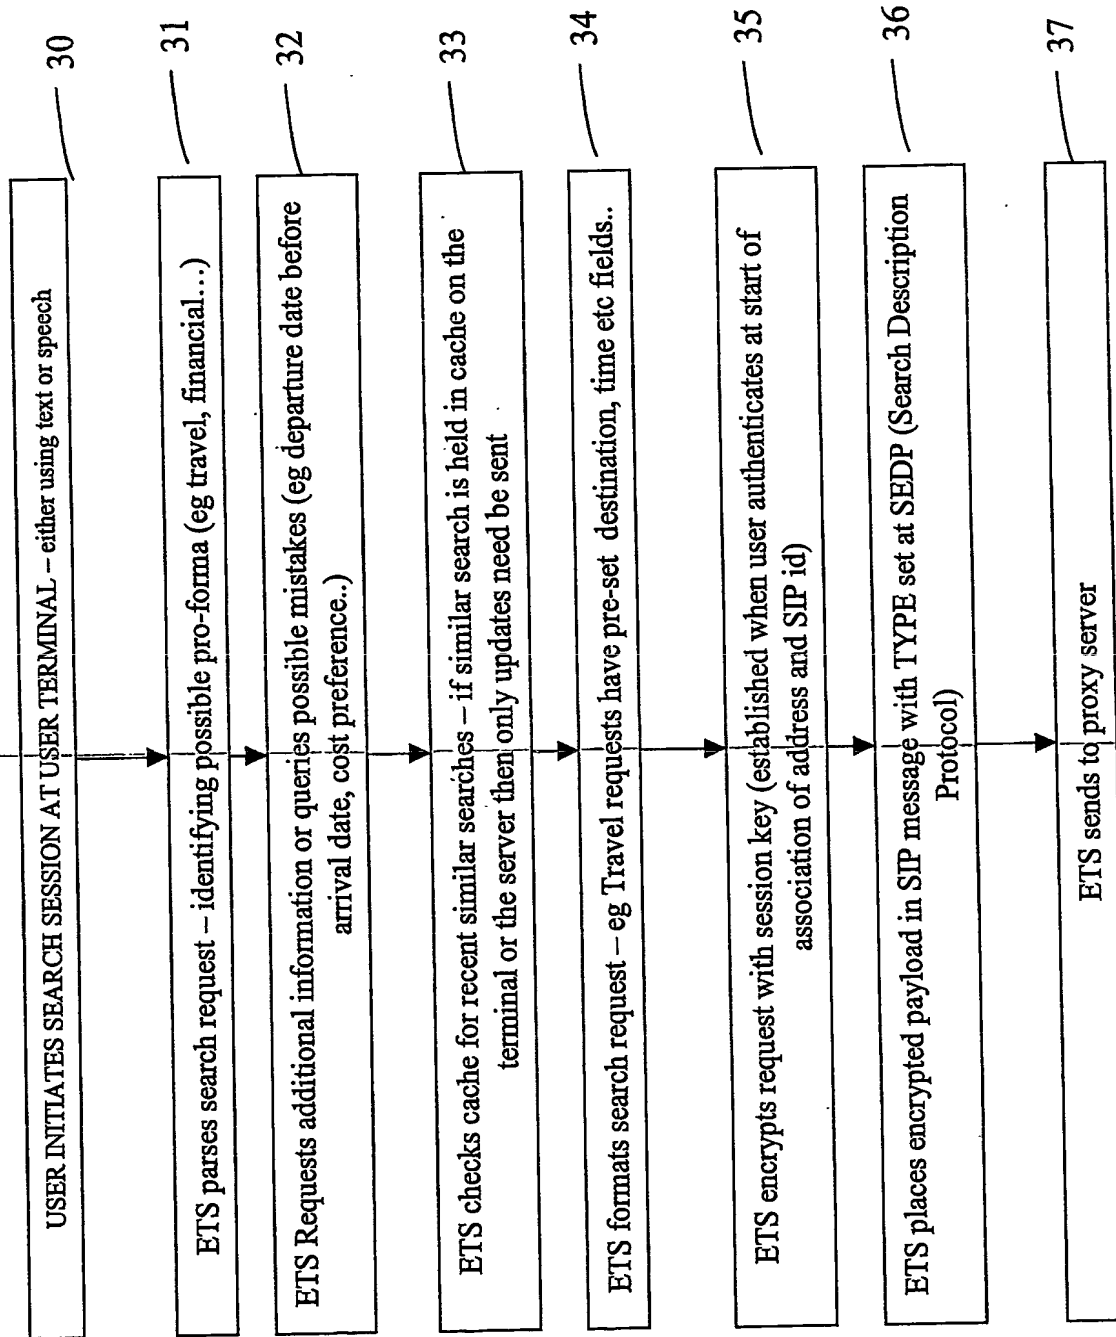 30
USER INITIATES SEARCH SESSION AT USER TERMINAL – either using text or speech
31
ETS parses search request – identifying possible pro-forma (eg travel, financial…)
32
ETS Requests additional information or queries possible mistakes (eg departure date before
arrival date, cost preference..)
33
ETS checks cache for recent similar searches – if similar search is held in cache on the
terminal or the server then only updates need be sent
34
ETS formats search request – eg Travel requests have pre-set destination, time etc fields..
35
ETS encrypts request with session key (established when user authenticates at start of
association of address and SIP id)
36
ETS places encrypted payload in SIP message with TYPE set at SEDP (Search Description
Protocol)
37
ETS sends to proxy server